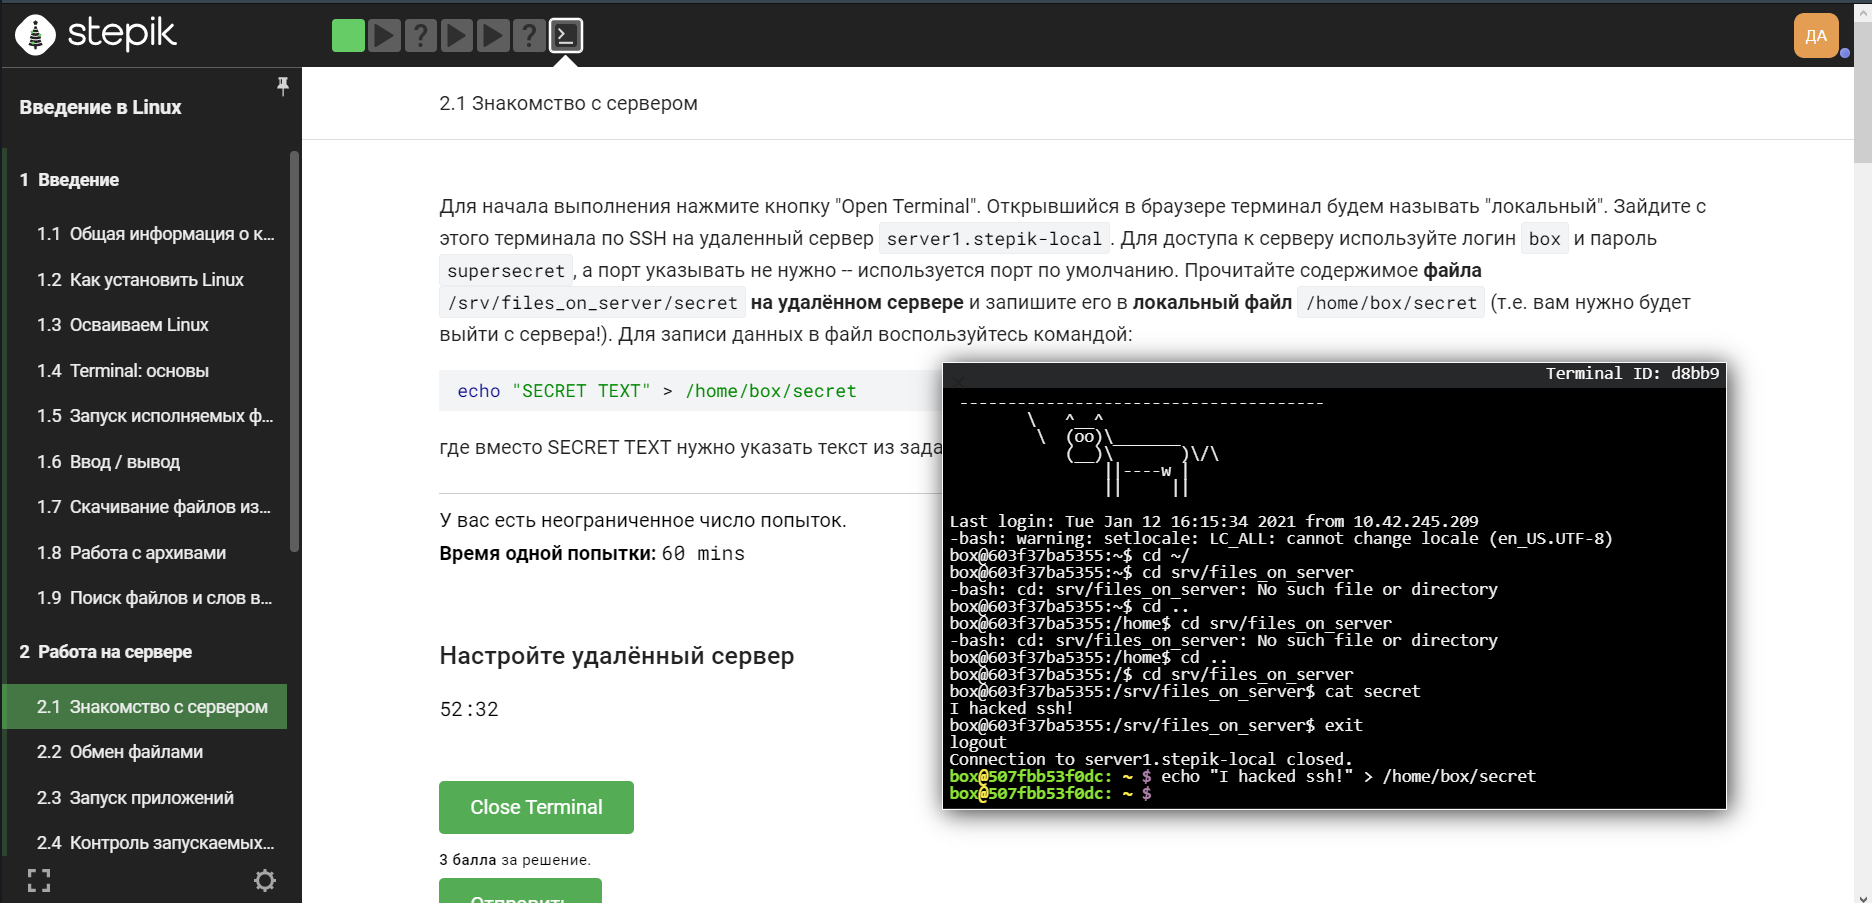 stepik
? ?
ДА
Введение в Linux
1 Введение
1.1 Общая информация о к...
1.2 Как установить Linux
1.3 Осваиваем Linux
1.4 Terminal: основы
1.5 Запуск исполняемых ф...
1.6 Ввод / вывод
1.7 Скачивание файлов из...
1.8 Работа с архивами
1.9 Поиск файлов и слов в...
2 Работа на сервере
2.1 Знакомство с сервером
2.2 Обмен файлами
2.3 Запуск приложений
2.4 Контроль запускаемых...
2.1 Знакомство с сервером
Для начала выполнения нажмите кнопку "Open Terminal". Открывшийся в браузере терминал будем называть "локальный". Зайдите с
этого терминала по SSH на удаленный сервер server1.stepik-local . Для доступа к серверу используйте логин box и пароль
supersecret , а порт указывать не нужно -- используется порт по умолчанию. Прочитайте содержимое файла
/srv/files_on_server/secret на удалённом сервере и запишите его в локальный файл /home/box/secret (т.е. вам нужно будет
выйти с сервера!). Для записи данных в файл воспользуйтесь командой:
echo "SECRET TEXT" > /home/box/secret
где вместо SECRET TEXT нужно указать текст из зада
У вас есть неограниченное число попыток.
Время одной попытки: 60 mins
Настройте удалённый сервер
52:32
Close Terminal
3 балла за решение.
Отправить
Terminal ID: d8bb9
--------------------------------------
\   ^__^
 \  (oo)\_______
    (__)\       )\/\
        ||----w |
        ||     ||
Last login: Tue Jan 12 16:15:34 2021 from 10.42.245.209
-bash: warning: setlocale: LC_ALL: cannot change locale (en_US.UTF-8)
box@603f37ba5355:~$ cd ~/
box@603f37ba5355:~$ cd srv/files_on_server
-bash: cd: srv/files_on_server: No such file or directory
box@603f37ba5355:~$ cd ..
box@603f37ba5355:/home$ cd srv/files_on_server
-bash: cd: srv/files_on_server: No such file or directory
box@603f37ba5355:/home$ cd ..
box@603f37ba5355:/$ cd srv/files_on_server
box@603f37ba5355:/srv/files_on_server$ cat secret
I hacked ssh!
box@603f37ba5355:/srv/files_on_server$ exit
logout
Connection to server1.stepik-local closed.
box@507fbb53f0dc: ~ $ echo "I hacked ssh!" > /home/box/secret
box@507fbb53f0dc: ~ $